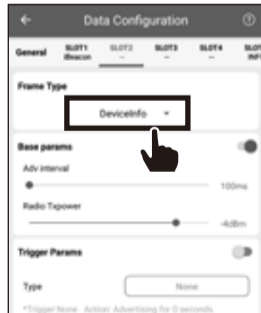 Data Configuration
General SLOT1 SLOT2 SLOT3 SLOT4 SLOT
iBeacon -- -- --
Frame Type
DeviceInfo
Base params
Adv interval
100ms
Radio Txpower
-4dBm
Trigger Params
Type None
*Trigger:None Action: Advertising for 0 seconds.